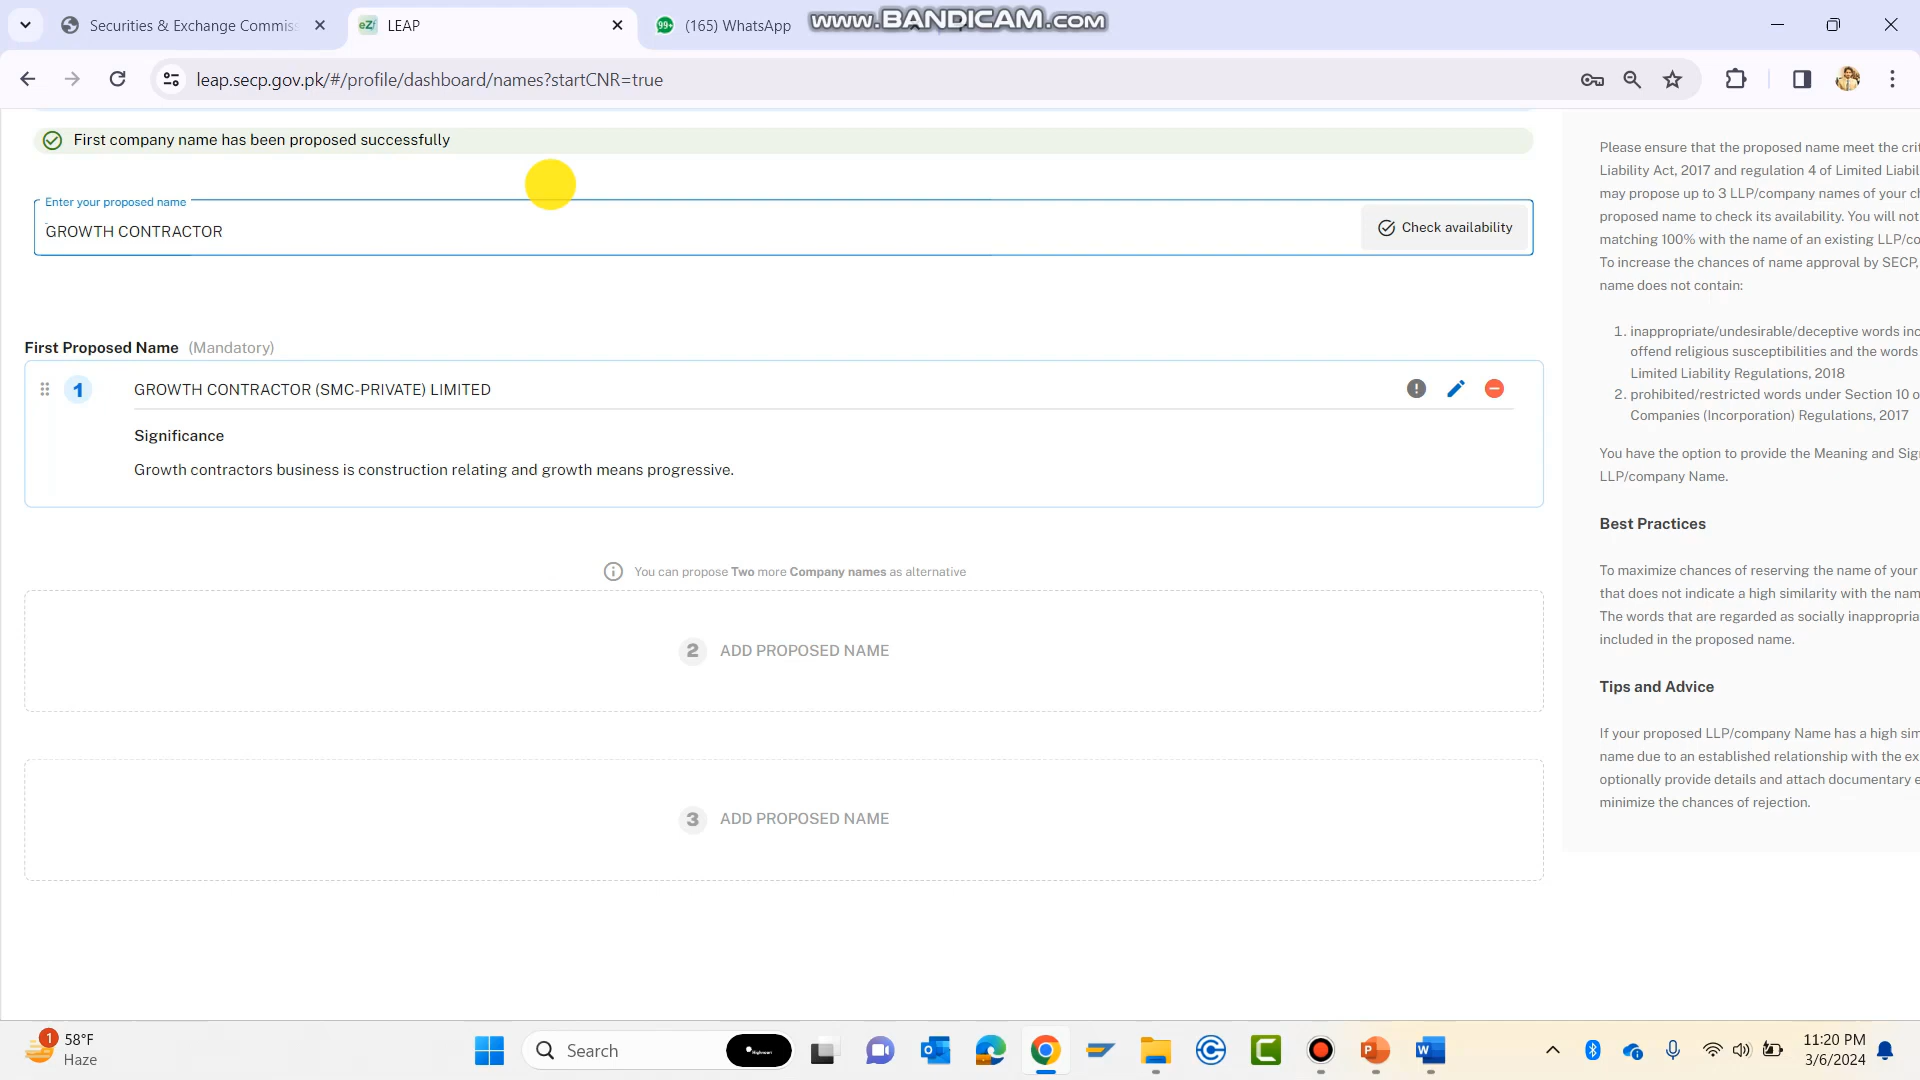 Securities & Exchange Commis
eZf LEAP
99+ (165) WhatsApp
www.BANDICAM.com
leap.secp.gov.pk/#/profile/dashboard/names?startCNR=true
First company name has been proposed successfully
Enter your proposed name
GROWTH CONTRACTOR
Check availability
First Proposed Name (Mandatory)
1 GROWTH CONTRACTOR (SMC-PRIVATE) LIMITED
Significance
Growth contractors business is construction relating and growth means progressive.
You can propose Two more Company names as alternative
2 ADD PROPOSED NAME
3 ADD PROPOSED NAME
Please ensure that the proposed name meet the crit
Liability Act, 2017 and regulation 4 of Limited Liabil
may propose up to 3 LLP/company names of your ch
proposed name to check its availability. You will not
matching 100% with the name of an existing LLP/co
To increase the chances of name approval by SECP,
name does not contain:
1. inappropriate/undesirable/deceptive words inc
offend religious susceptibilities and the words
Limited Liability Regulations, 2018
2. prohibited/restricted words under Section 10 o
Companies (Incorporation) Regulations, 2017
You have the option to provide the Meaning and Sig
LLP/company Name.
Best Practices
To maximize chances of reserving the name of your
that does not indicate a high similarity with the nam
The words that are regarded as socially inappropria
included in the proposed name.
Tips and Advice
If your proposed LLP/company Name has a high sim
name due to an established relationship with the ex
optionally provide details and attach documentary e
minimize the chances of rejection.
1 58°F
Haze
Search
11:20 PM
3/6/2024